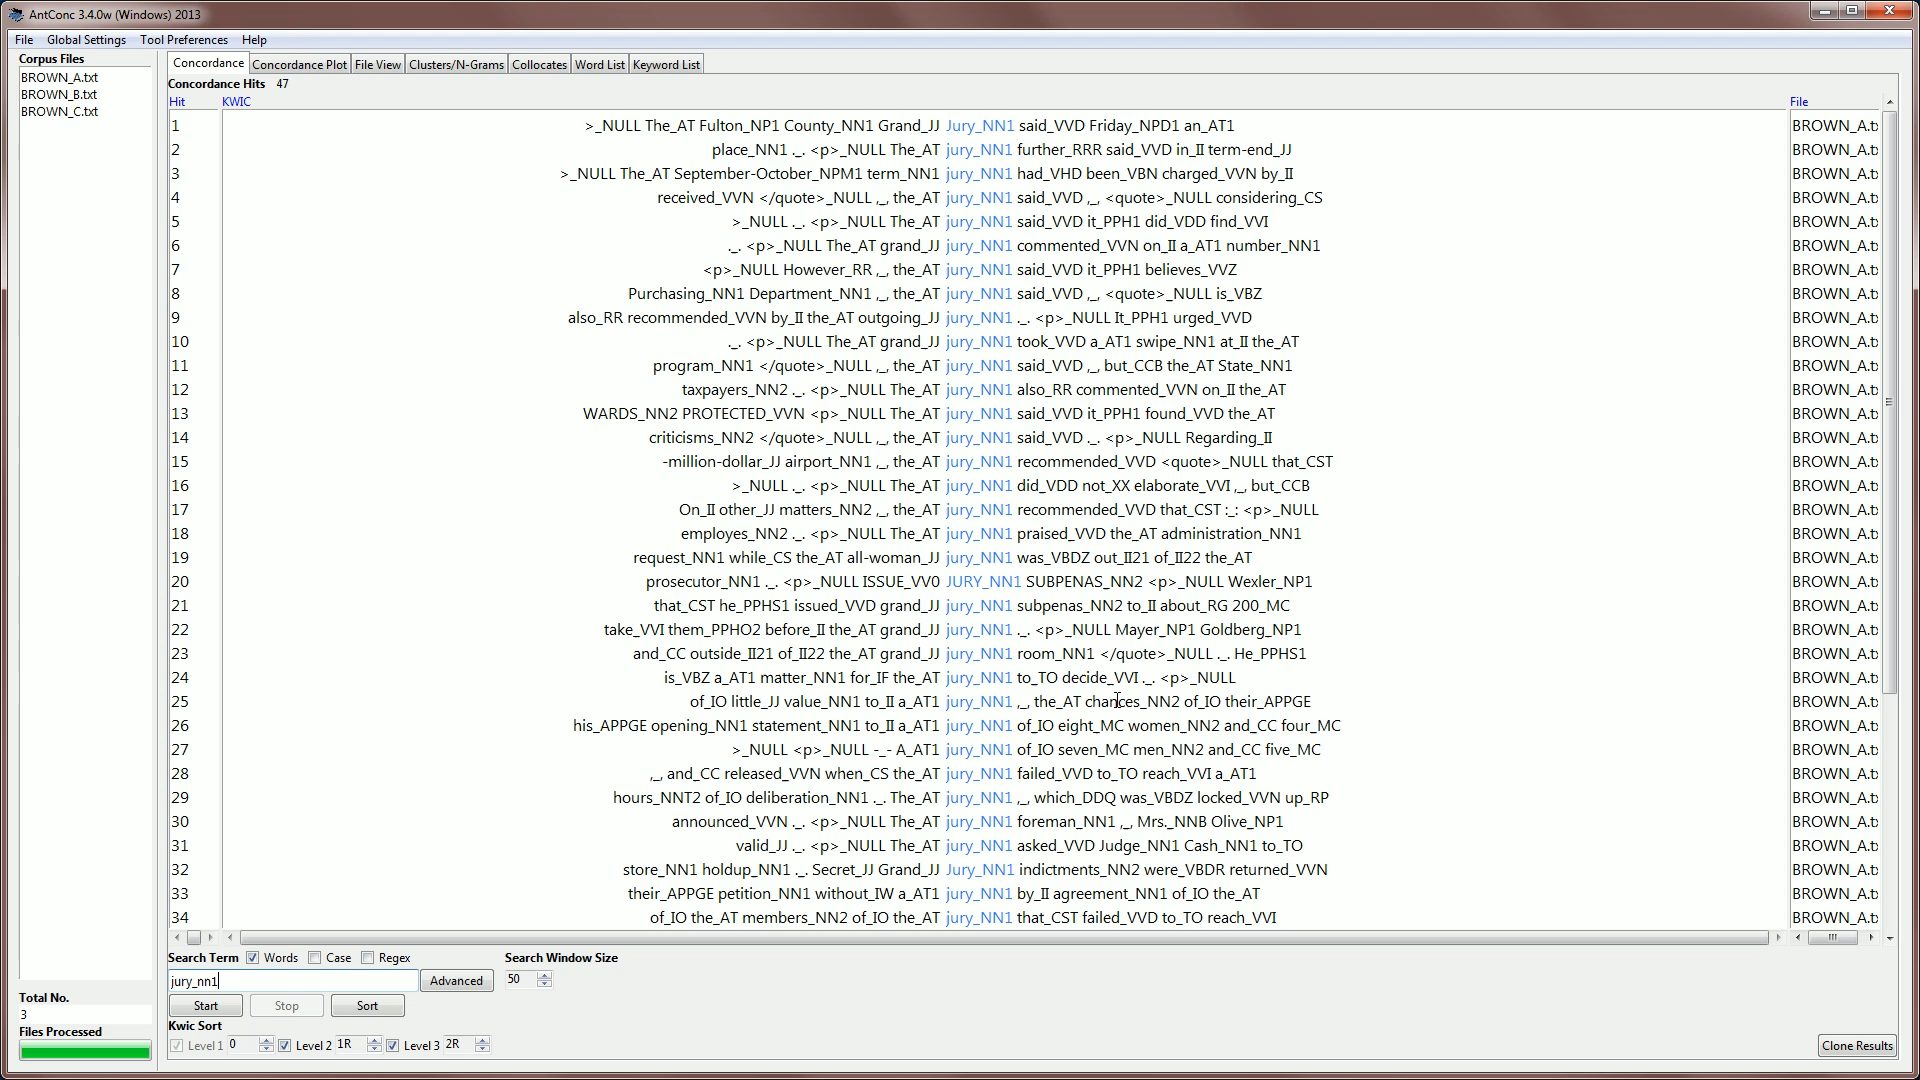 AntConc 3.4.0w (Windows) 2013
File Global Settings Tool Preferences Help
Corpus Files
BROWN_A.txt
BROWN_B.txt
BROWN_C.txt
Concordance Concordance Plot File View Clusters/N-Grams Collocates Word List Keyword List
Concordance Hits 47
Hit KWIC File
1 >_NULL The_AT Fulton_NP1 County_NN1 Grand_JJ Jury_NN1 said_VVD Friday_NPD1 an_AT1 BROWN_A.t
2 place_NN1 ._. <p>_NULL The_AT jury_NN1 further_RRR said_VVD in_II term-end_JJ BROWN_A.t
3 >_NULL The_AT September-October_NPM1 term_NN1 jury_NN1 had_VHD been_VBN charged_VVN by_II BROWN_A.t
4 received_VVN </quote>_NULL ,_, the_AT jury_NN1 said_VVD ,_, <quote>_NULL considering_CS BROWN_A.t
5 >_NULL ._. <p>_NULL The_AT jury_NN1 said_VVD it_PPH1 did_VDD find_VVI BROWN_A.t
6 ._. <p>_NULL The_AT grand_JJ jury_NN1 commented_VVN on_II a_AT1 number_NN1 BROWN_A.t
7 <p>_NULL However_RR ,_, the_AT jury_NN1 said_VVD it_PPH1 believes_VVZ BROWN_A.t
8 Purchasing_NN1 Department_NN1 ,_, the_AT jury_NN1 said_VVD ,_, <quote>_NULL is_VBZ BROWN_A.t
9 also_RR recommended_VVN by_II the_AT outgoing_JJ jury_NN1 ._. <p>_NULL It_PPH1 urged_VVD BROWN_A.t
10 ._. <p>_NULL The_AT grand_JJ jury_NN1 took_VVD a_AT1 swipe_NN1 at_II the_AT BROWN_A.t
11 program_NN1 </quote>_NULL ,_, the_AT jury_NN1 said_VVD ,_, but_CCB the_AT State_NN1 BROWN_A.t
12 taxpayers_NN2 ._. <p>_NULL The_AT jury_NN1 also_RR commented_VVN on_II the_AT BROWN_A.t
13 WARDS_NN2 PROTECTED_VVN <p>_NULL The_AT jury_NN1 said_VVD it_PPH1 found_VVD the_AT BROWN_A.t
14 criticisms_NN2 </quote>_NULL ,_, the_AT jury_NN1 said_VVD ._. <p>_NULL Regarding_II BROWN_A.t
15 -million-dollar_JJ airport_NN1 ,_, the_AT jury_NN1 recommended_VVD <quote>_NULL that_CST BROWN_A.t
16 >_NULL ._. <p>_NULL The_AT jury_NN1 did_VDD not_XX elaborate_VVI ,_, but_CCB BROWN_A.t
17 On_II other_JJ matters_NN2 ,_, the_AT jury_NN1 recommended_VVD that_CST :_: <p>_NULL BROWN_A.t
18 employes_NN2 ._. <p>_NULL The_AT jury_NN1 praised_VVD the_AT administration_NN1 BROWN_A.t
19 request_NN1 while_CS the_AT all-woman_JJ jury_NN1 was_VBDZ out_II21 of_II22 the_AT BROWN_A.t
20 prosecutor_NN1 ._. <p>_NULL ISSUE_VV0 JURY_NN1 SUBPENAS_NN2 <p>_NULL Wexler_NP1 BROWN_A.t
21 that_CST he_PPHS1 issued_VVD grand_JJ jury_NN1 subpenas_NN2 to_II about_RG 200_MC BROWN_A.t
22 take_VVI them_PPHO2 before_II the_AT grand_JJ jury_NN1 ._. <p>_NULL Mayer_NP1 Goldberg_NP1 BROWN_A.t
23 and_CC outside_II21 of_II22 the_AT grand_JJ jury_NN1 room_NN1 </quote>_NULL ._. He_PPHS1 BROWN_A.t
24 is_VBZ a_AT1 matter_NN1 for_IF the_AT jury_NN1 to_TO decide_VVI ._. <p>_NULL BROWN_A.t
25 of_IO little_JJ value_NN1 to_II a_AT1 jury_NN1 ,_, the_AT chances_NN2 of_IO their_APPGE BROWN_A.t
26 his_APPGE opening_NN1 statement_NN1 to_II a_AT1 jury_NN1 of_IO eight_MC women_NN2 and_CC four_MC BROWN_A.t
27 >_NULL <p>_NULL -_- A_AT1 jury_NN1 of_IO seven_MC men_NN2 and_CC five_MC BROWN_A.t
28 ,_, and_CC released_VVN when_CS the_AT jury_NN1 failed_VVD to_TO reach_VVI a_AT1 BROWN_A.t
29 hours_NNT2 of_IO deliberation_NN1 ._. The_AT jury_NN1 ,_, which_DDQ was_VBDZ locked_VVN up_RP BROWN_A.t
30 announced_VVN ._. <p>_NULL The_AT jury_NN1 foreman_NN1 ,_, Mrs._NNB Olive_NP1 BROWN_A.t
31 valid_JJ ._. <p>_NULL The_AT jury_NN1 asked_VVD Judge_NN1 Cash_NN1 to_TO BROWN_A.t
32 store_NN1 holdup_NN1 ._. Secret_JJ Grand_JJ Jury_NN1 indictments_NN2 were_VBDR returned_VVN BROWN_A.t
33 their_APPGE petition_NN1 without_IW a_AT1 jury_NN1 by_II agreement_NN1 of_IO the_AT BROWN_A.t
34 of_IO the_AT members_NN2 of_IO the_AT jury_NN1 that_CST failed_VVD to_TO reach_VVI BROWN_A.t
Search Term Words Case Regex Search Window Size
jury_nn1 Advanced 50
Start Stop Sort
Kwic Sort
Level 1 0 Level 2 1R Level 3 2R
Total No.
3
Files Processed
Clone Results